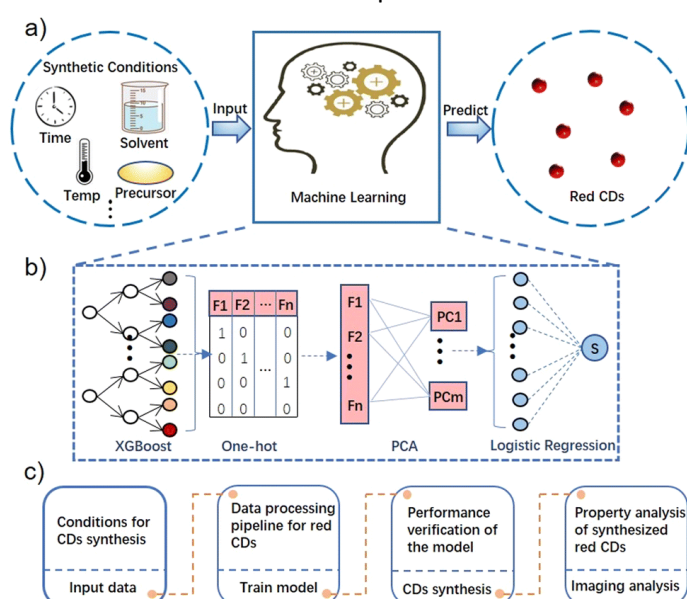 a)
Synthetic Conditions
Time
Solvent
Temp
Precursor
Input
Machine Learning
Predict
Red CDs
b)
F1 F2 ... Fn
1 0 0
0 1 0
...
0 0 1
0 0 0
F1
F2
Fn
PC1
PCm
S
XGBoost
One-hot
PCA
Logistic Regression
c)
Conditions for
CDs synthesis
Input data
Data processing
pipeline for red
CDs
Train model
Performance
verification of
the model
CDs synthesis
Property analysis
of synthesized
red CDs
Imaging analysis